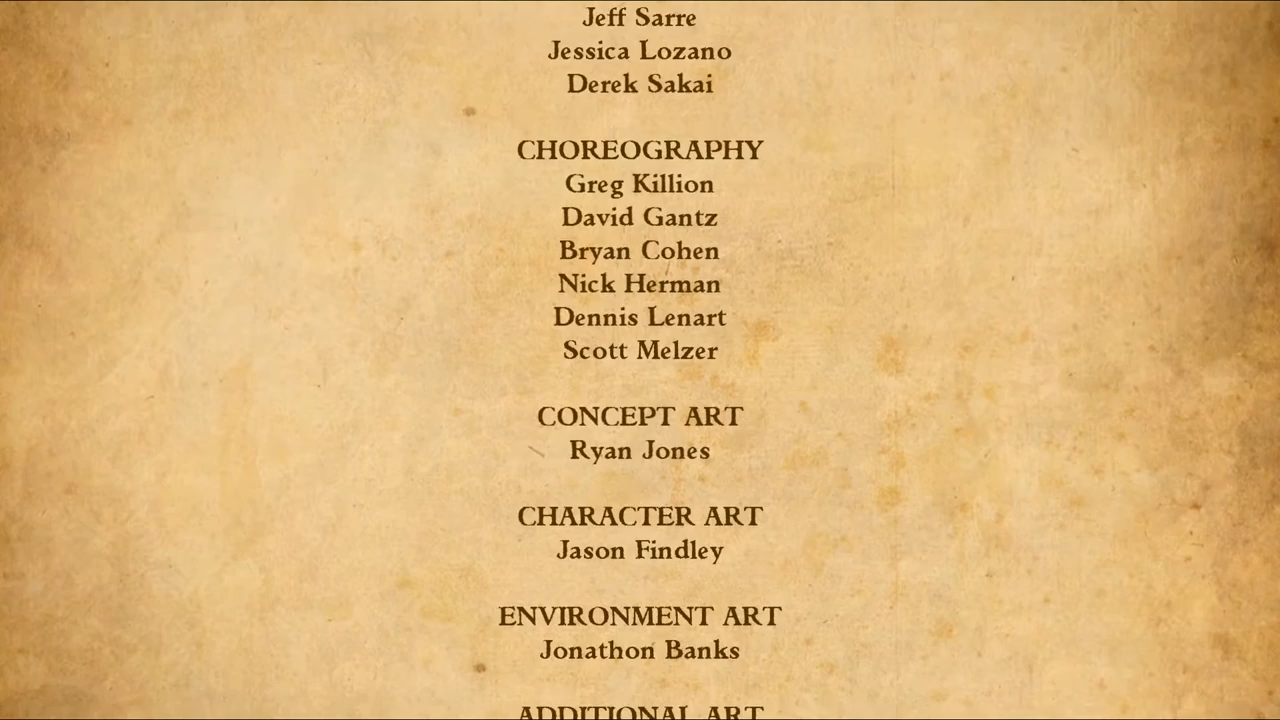 Jeff Sarre
Jessica Lozano
Derek Sakai
CHOREOGRAPHY
Greg Killion
David Gantz
Bryan Cohen
Nick Herman
Dennis Lenart
Scott Melzer
CONCEPT ART
Ryan Jones
CHARACTER ART
Jason Findley
ENVIRONMENT ART
Jonathon Banks
ADDITIONAL ART